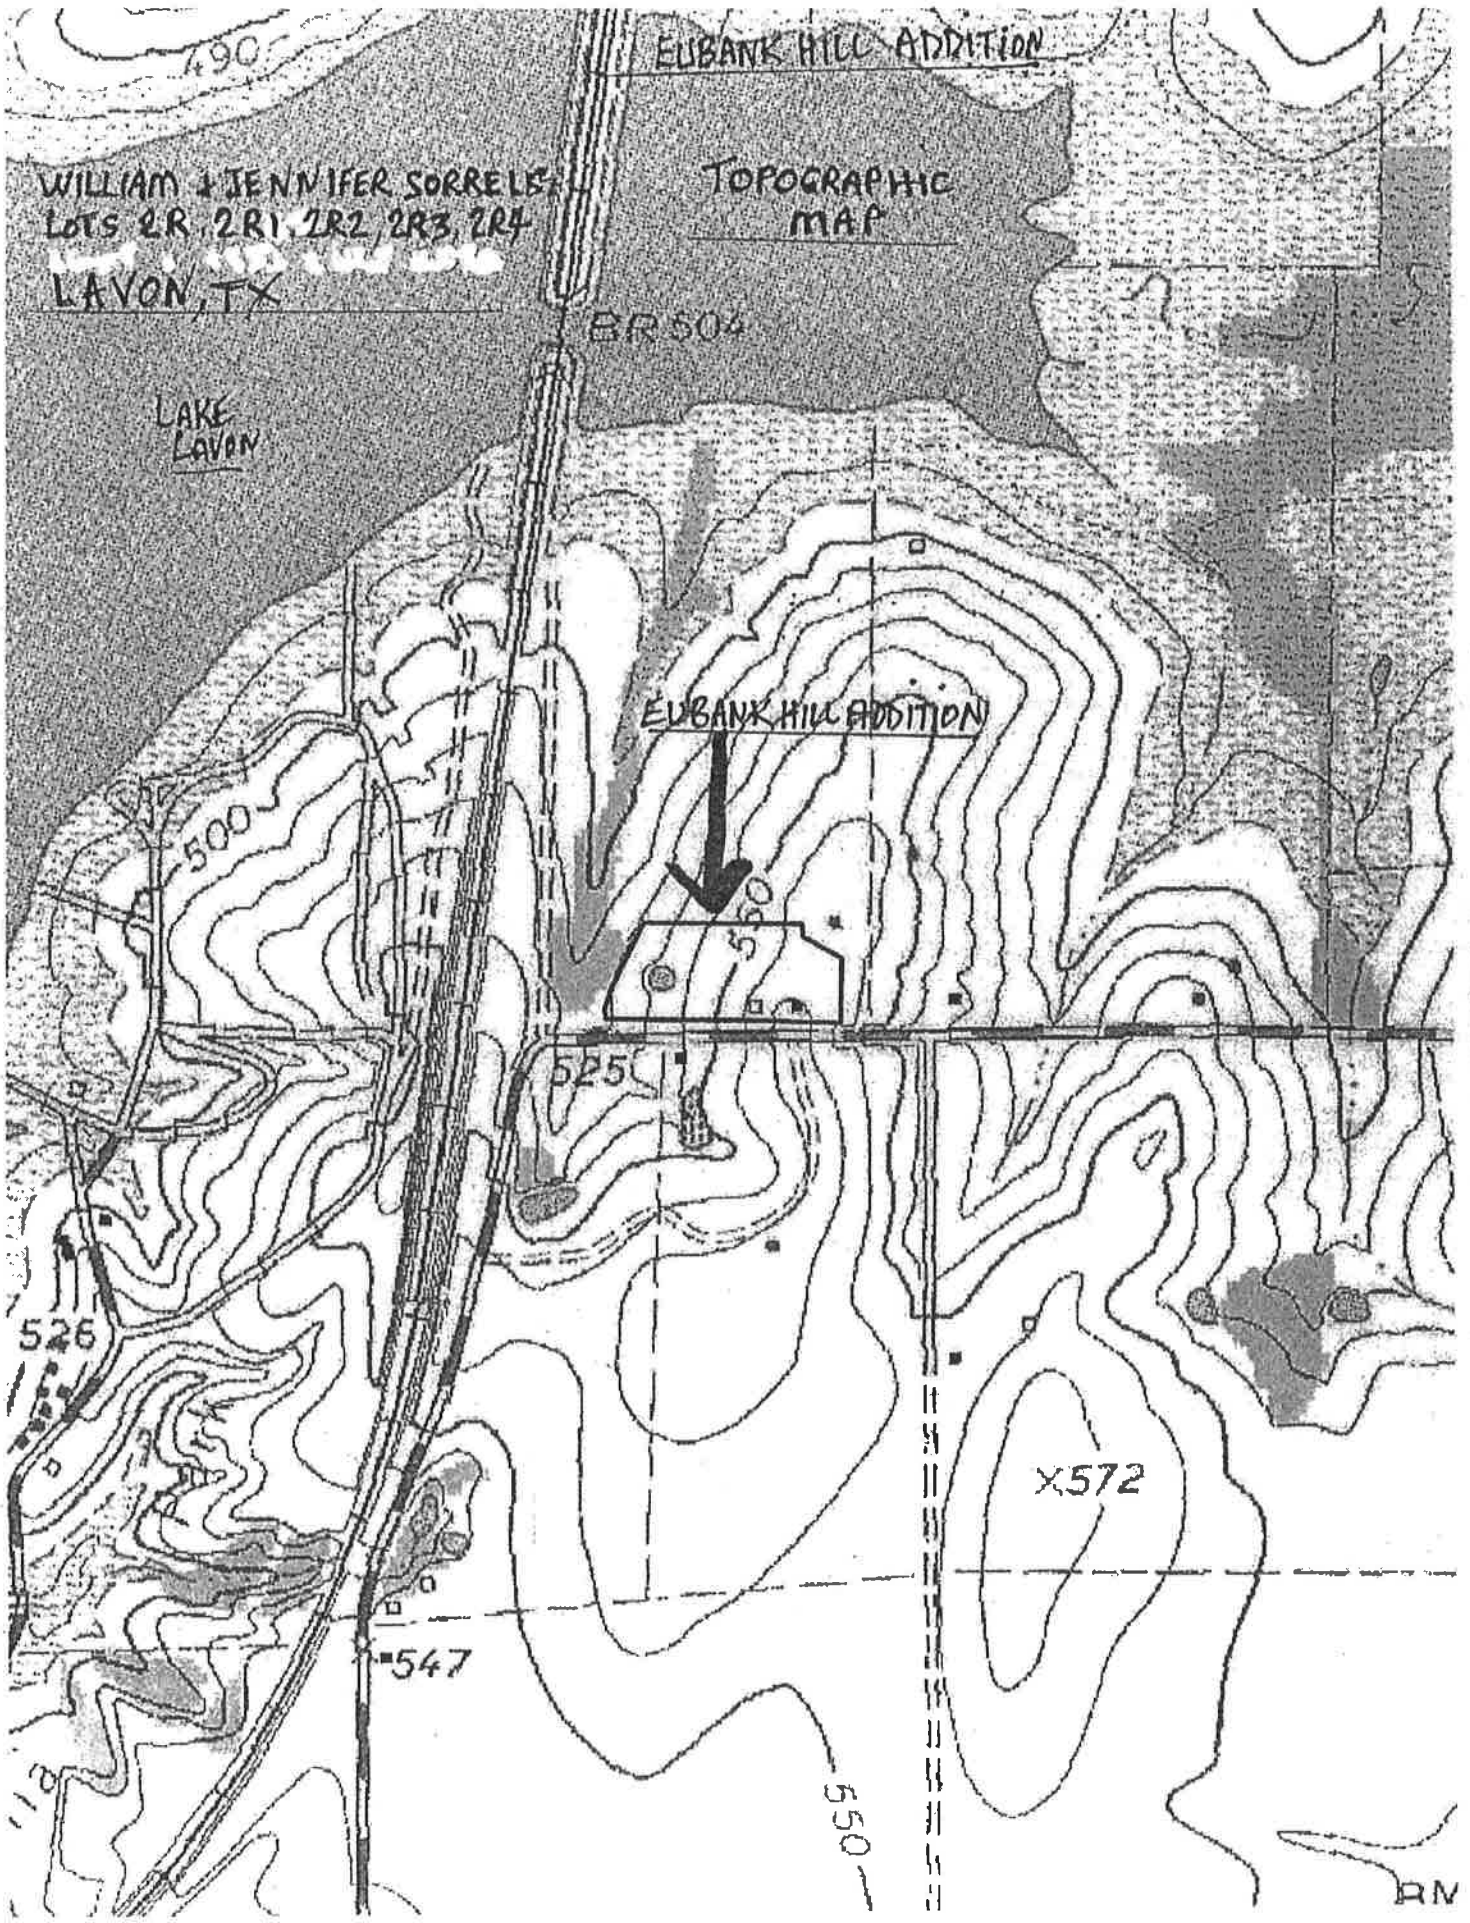 490
EUBANK HILL ADDITION
WILLIAM & JENNIFER SORRELS
LOTS 2R, 2R1, 2R2, 2R3, 2R4
LAVON, TX
TOPOGRAPHIC
MAP
BR 504
LAKE
LAVON
EUBANK HILL ADDITION
500
550
525
526
X572
547
550